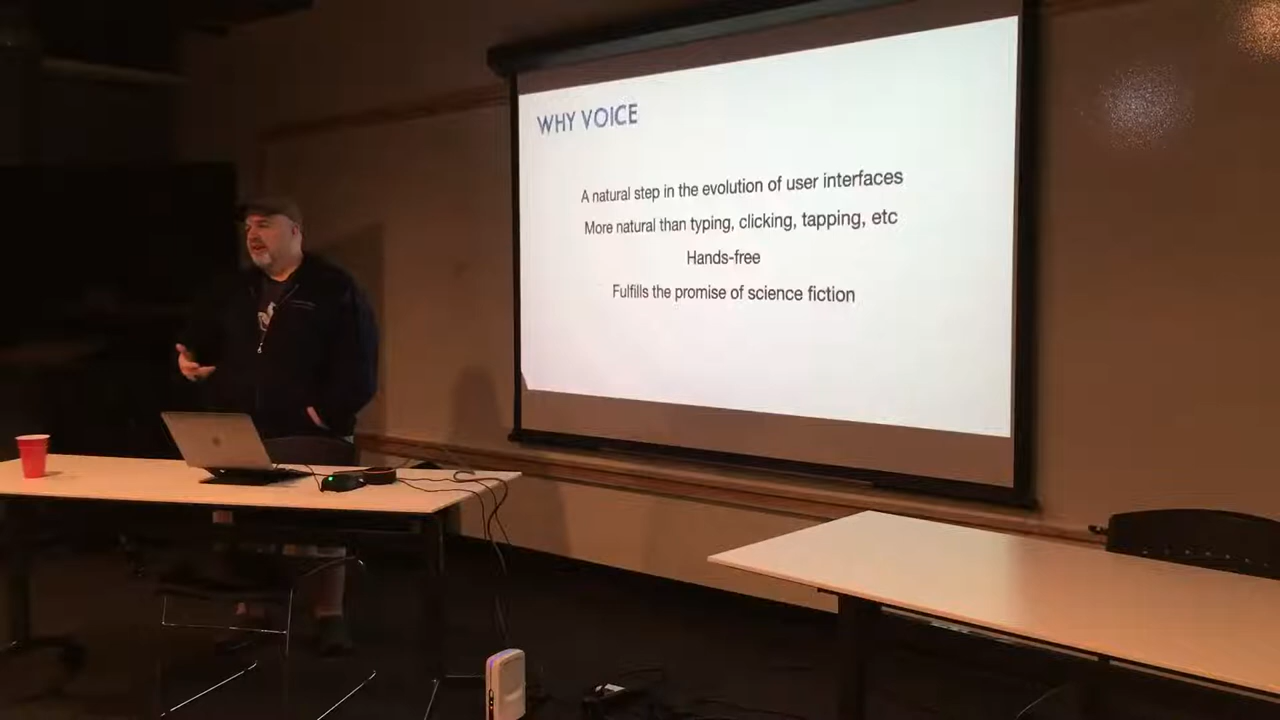 WHY VOICE
A natural step in the evolution of user interfaces
More natural than typing, clicking, tapping, etc
Hands-free
Fulfills the promise of science fiction